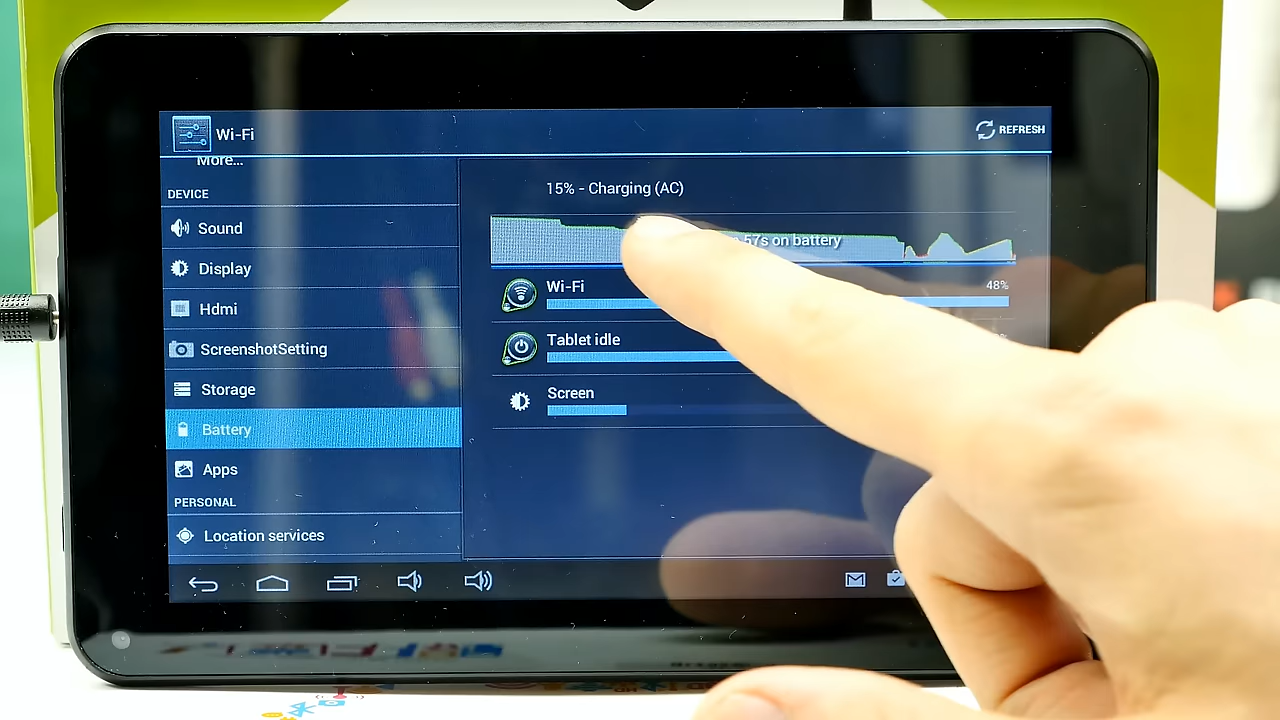 Wi-Fi
REFRESH
More...
DEVICE
Sound
Display
Hdmi
ScreenshotSetting
Storage
Battery
Apps
PERSONAL
Location services
15% - Charging (AC)
57s on battery
Wi-Fi
48%
Tablet idle
Screen